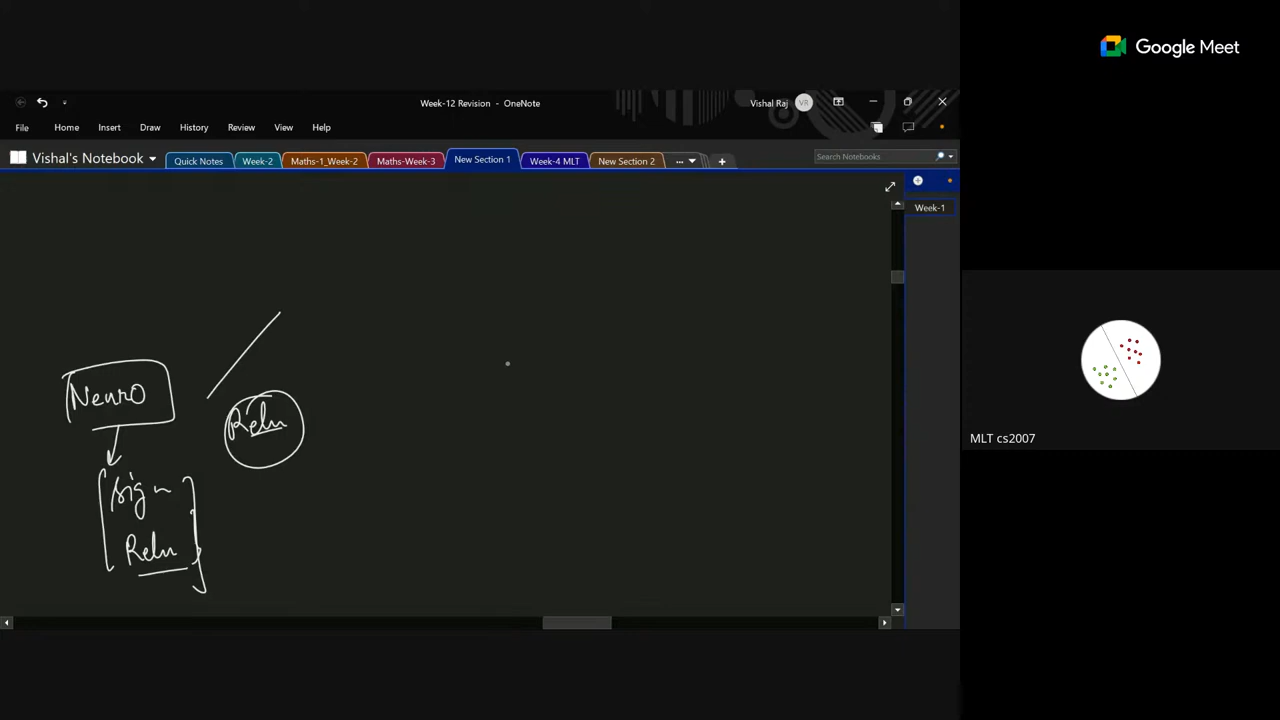 Google Meet
Week-12 Revision - OneNote
Vishal Raj
VR
File
Home
Insert
Draw
History
Review
View
Help
Vishal's Notebook
Quick Notes
Week-2
Maths-1_Week-2
Maths-Week-3
New Section 1
Week-4 MLT
New Section 2
...
Search Notebooks
Week-1
Neuro
Relu
sign
Relu
MLT cs2007